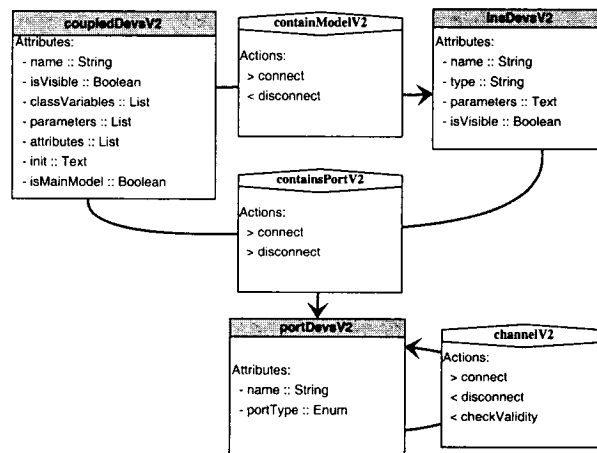 coupledDevsV2
Attributes:
- name :: String
- isVisible :: Boolean
- classVariables :: List
- parameters :: List
- attributes :: List
- init :: Text
- isMainModel :: Boolean
containModelV2
Actions:
> connect
< disconnect
InsDevsV2
Attributes:
- name :: String
- type :: String
- parameters :: Text
- isVisible :: Boolean
containsPortV2
Actions:
> connect
> disconnect
portDevsV2
Attributes:
- name :: String
- portType :: Enum
channelV2
Actions:
> connect
< disconnect
< checkValidity